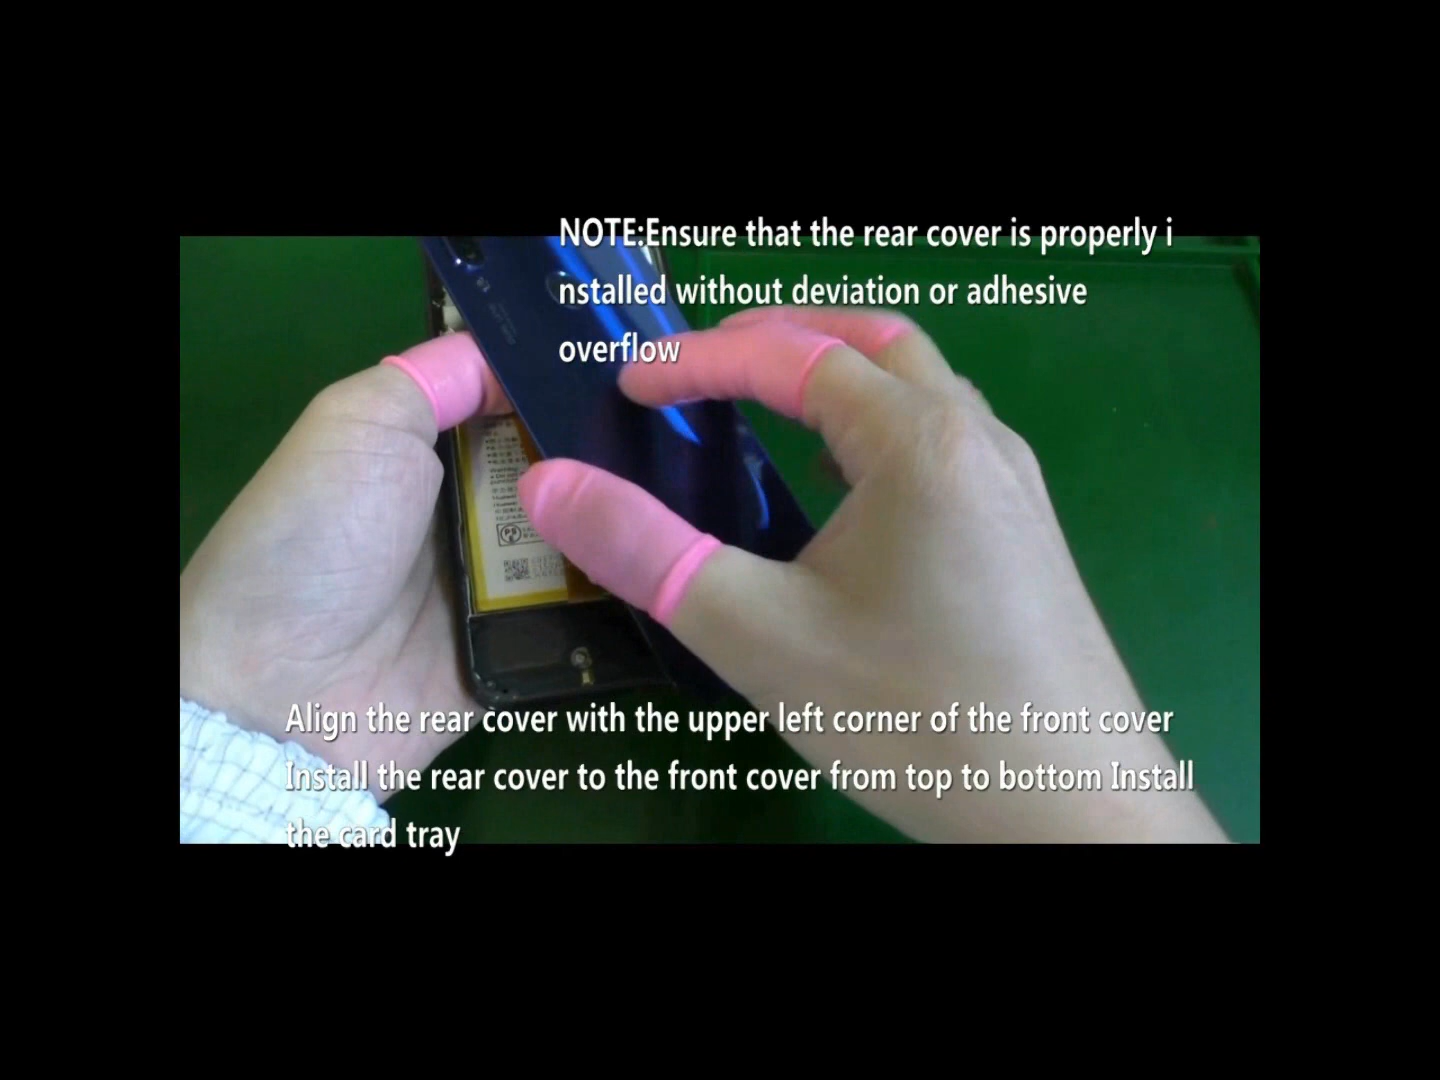 NOTE:Ensure that the rear cover is properly i
nstalled without deviation or adhesive
overflow
Align the rear cover with the upper left corner of the front cover
Install the rear cover to the front cover from top to bottom Install
the card tray